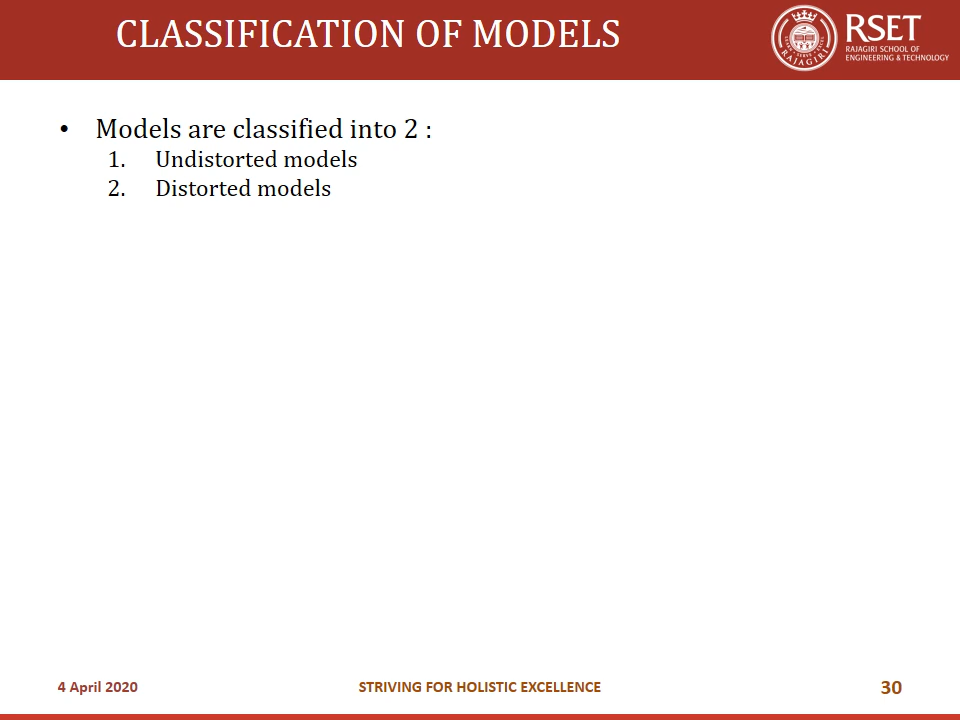 CLASSIFICATION OF MODELS
RSET
RAJAGIRI SCHOOL OF
ENGINEERING & TECHNOLOGY
RAJAGIRI
• Models are classified into 2 :
1. Undistorted models
2. Distorted models
4 April 2020
STRIVING FOR HOLISTIC EXCELLENCE
30